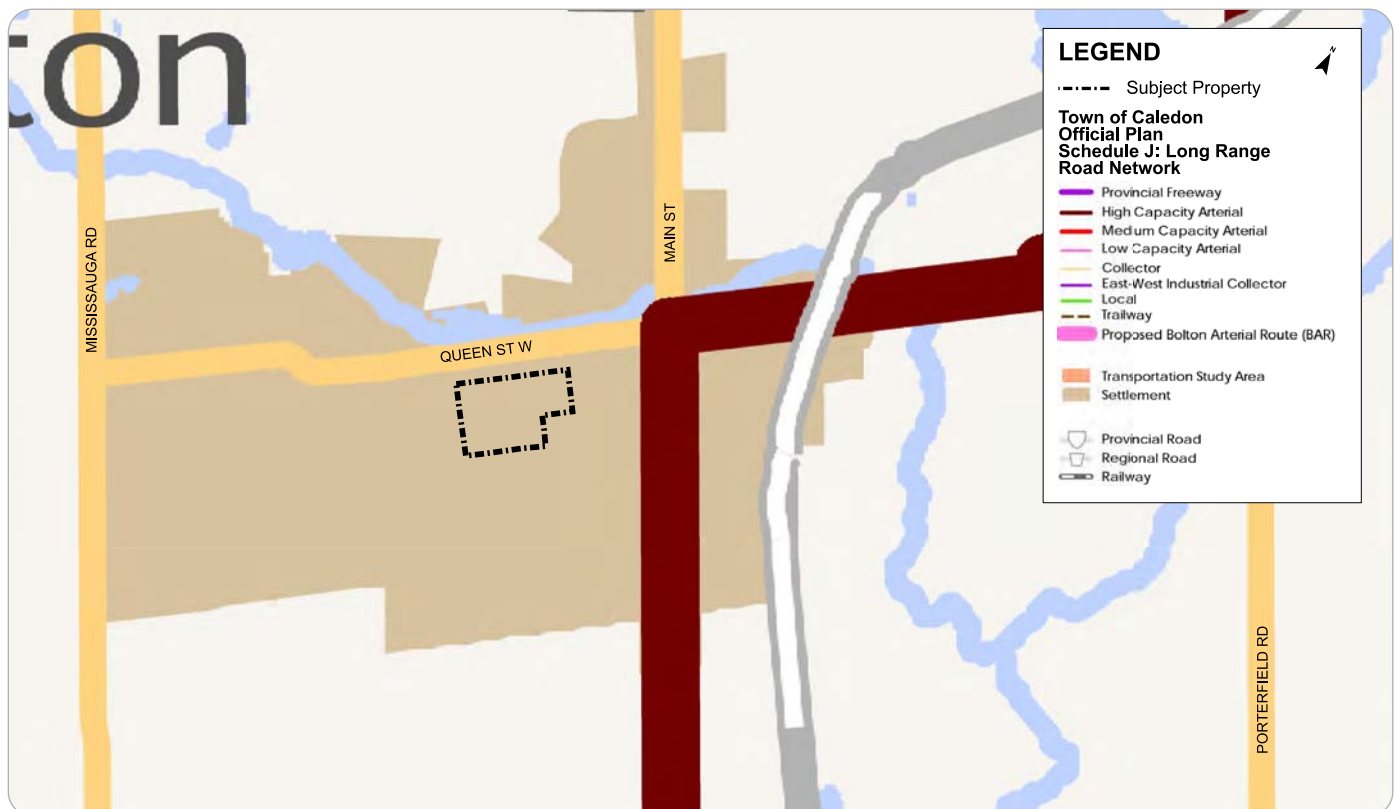 ton
MISSISSAUGA RD
MAIN ST
QUEEN ST W
PORTERFIELD RD
LEGEND
N
Subject Property
Town of Caledon
Official Plan
Schedule J: Long Range
Road Network
Provincial Freeway
High Capacity Arterial
Medium Capacity Arterial
Low Capacity Arterial
Collector
East-West Industrial Collector
Local
Trailway
Proposed Bolton Arterial Route (BAR)
Transportation Study Area
Settlement
Provincial Road
Regional Road
Railway